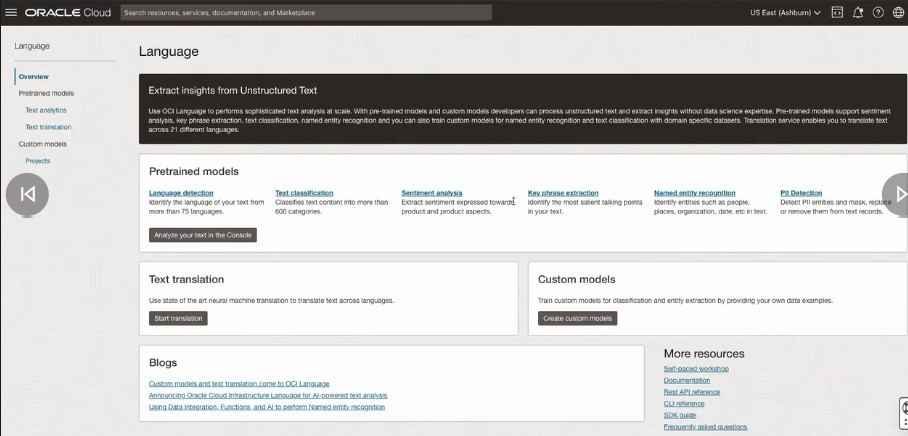 ORACLE Cloud
Search resources, services, documentation, and Marketplace
US East (Ashburn)
Language
Overview
Pretrained models
Text analytics
Text translation
Custom models
Projects
Language
Extract insights from Unstructured Text
Use OCI Language to performs sophisticated text analysis at scale. With pre-trained models and custom models developers can process unstructured text and extract insights without data science expertise. Pre-trained models support sentiment
analysis, key phrase extraction, text classification, named entity recognition and you can also train custom models for named entity recognition and text classification with domain specific datasets. Translation service enables you to translate text
across 21 different languages.
Pretrained models
Language detection
Identify the language of your text from
more than 75 languages.
Text classification
Classifies text content into more than
600 categories.
Sentiment analysis
Extract sentiment expressed towards
product and product aspects.
Key phrase extraction
Identify the most salient talking points
in your text.
Named entity recognition
Identify entities such as people,
places, organization, date, etc in text.
PII Detection
Detect PII entities and mask, replace
or remove them from text records.
Analyze your text in the Console
Text translation
Use state of the art neural machine translation to translate text across languages.
Start translation
Custom models
Train custom models for classification and entity extraction by providing your own data examples.
Create custom models
Blogs
Custom models and text translation come to OCI Language
Announcing Oracle Cloud Infrastructure Language for AI-powered text analysis
Using Data Integration, Functions, and AI to perform Named entity recognition
More resources
Self-paced workshop
Documentation
Rest API reference
CLI reference
SDK guide
Frequently asked questions